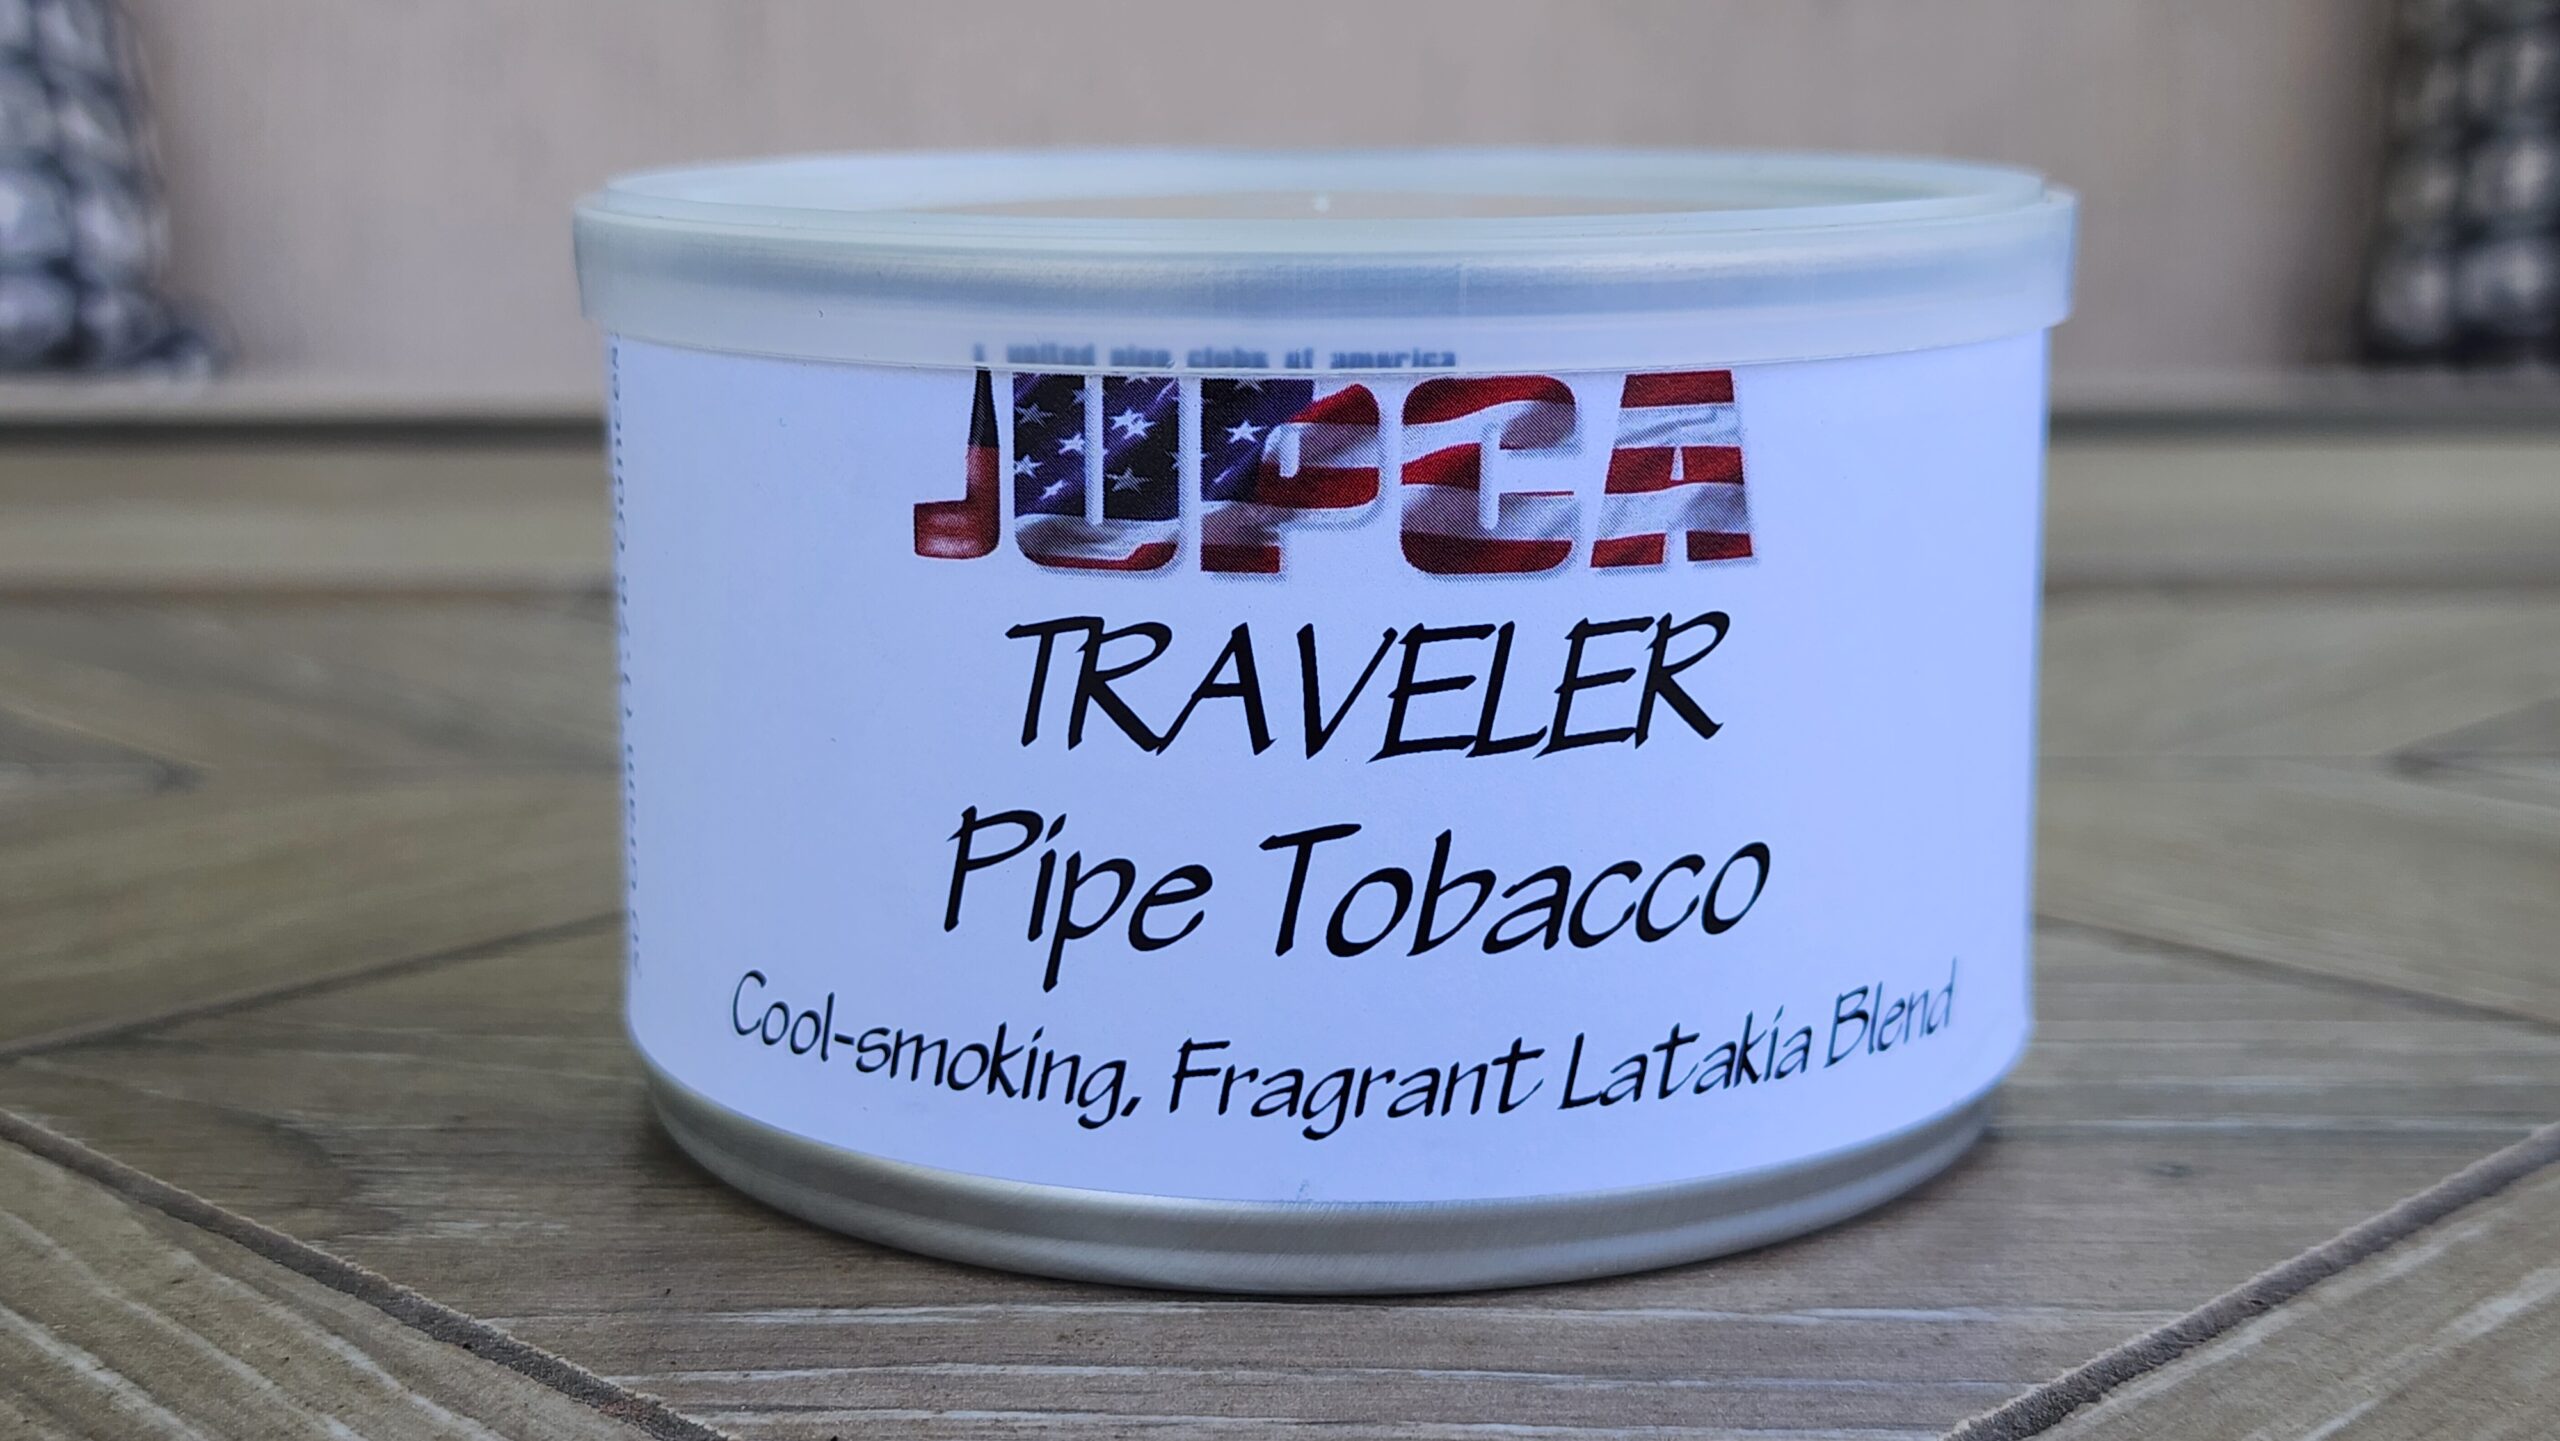 united pipe clubs of america
UPCA
TRAVELER
Pipe Tobacco
Cool-smoking, Fragrant Latakia Blend